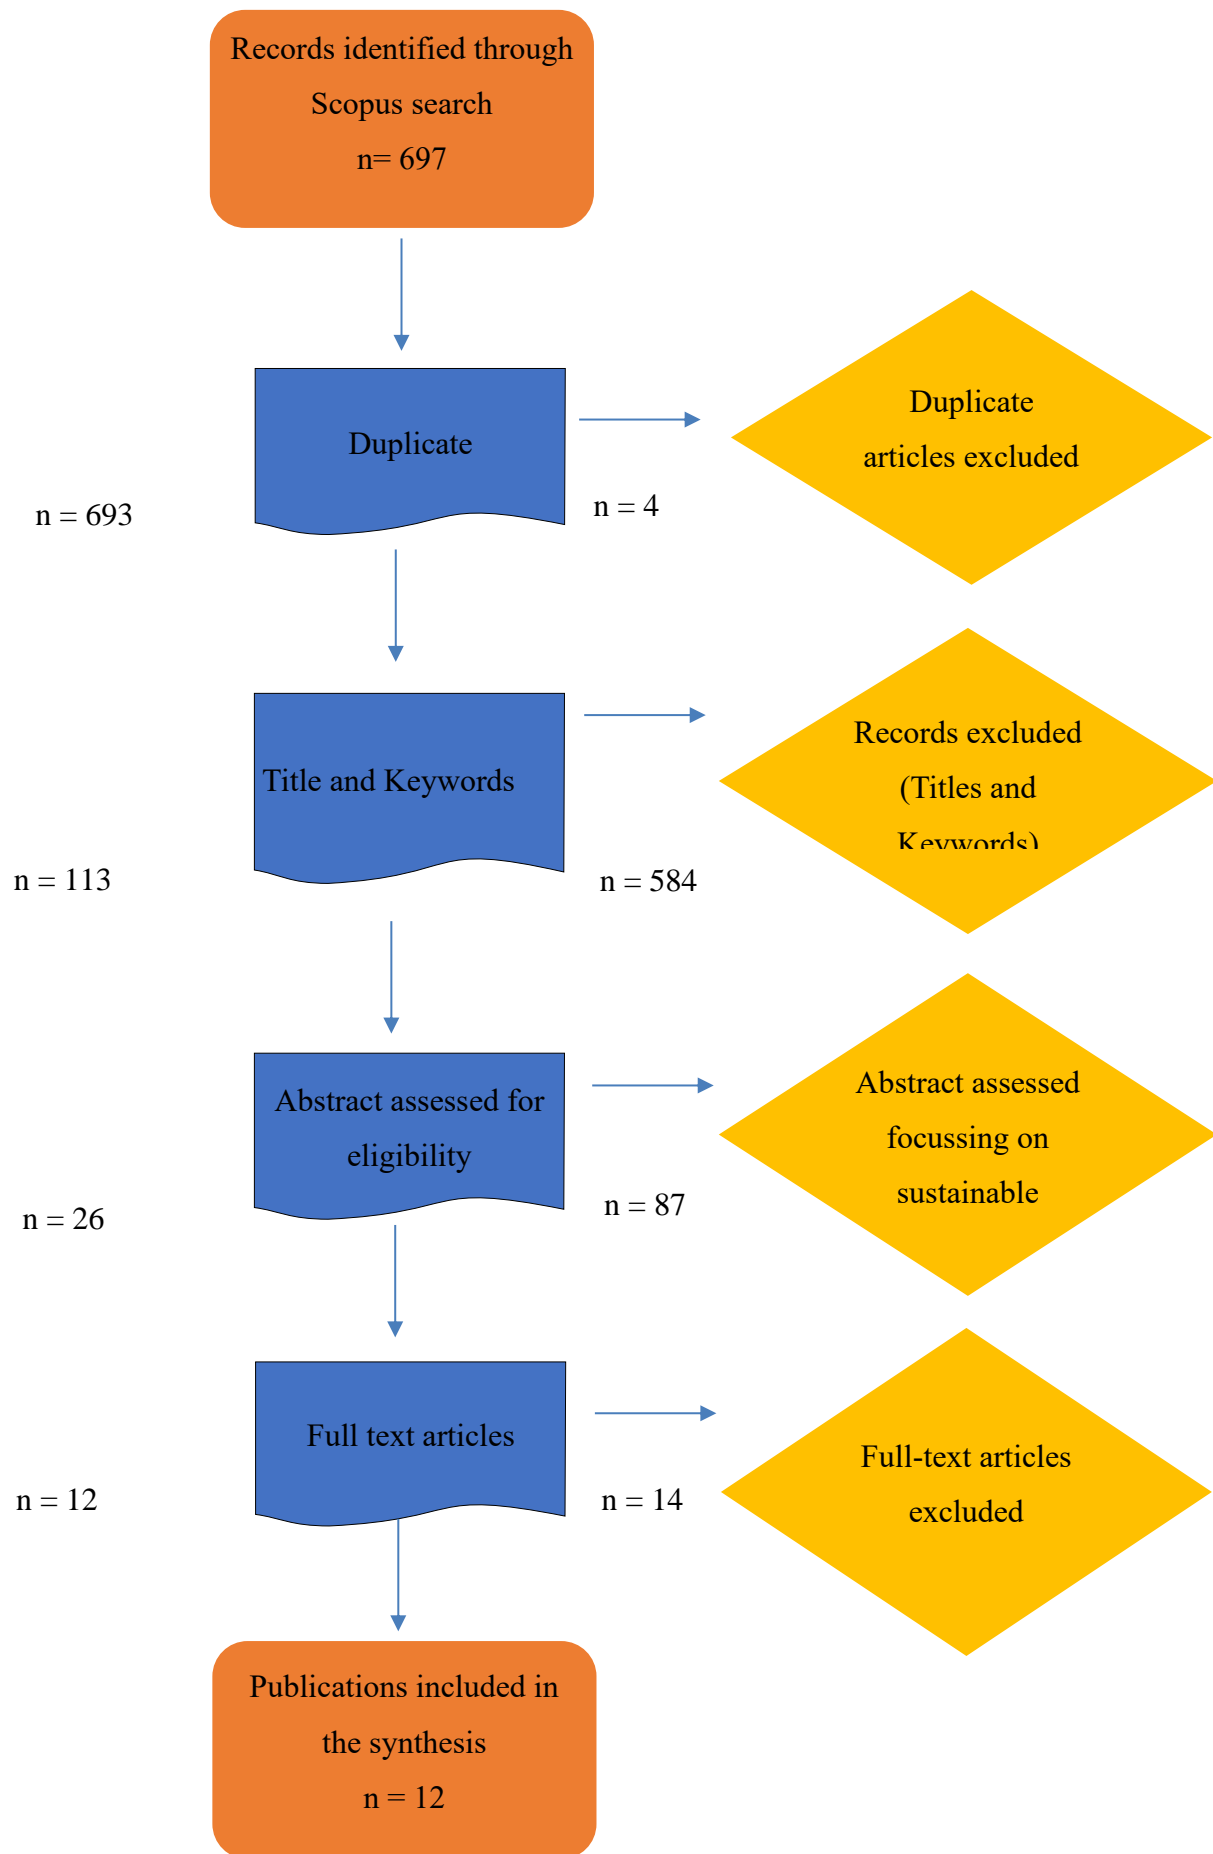 Records identified through
Scopus search
n= 697
Duplicate
Duplicate
articles excluded
n = 693
n = 4
Title and Keywords
Records excluded
(Titles and
Keywords)
n = 113
n = 584
Abstract assessed for
eligibility
Abstract assessed
focussing on
sustainable
n = 26
n = 87
Full text articles
Full-text articles
excluded
n = 12
n = 14
Publications included in
the synthesis
n = 12